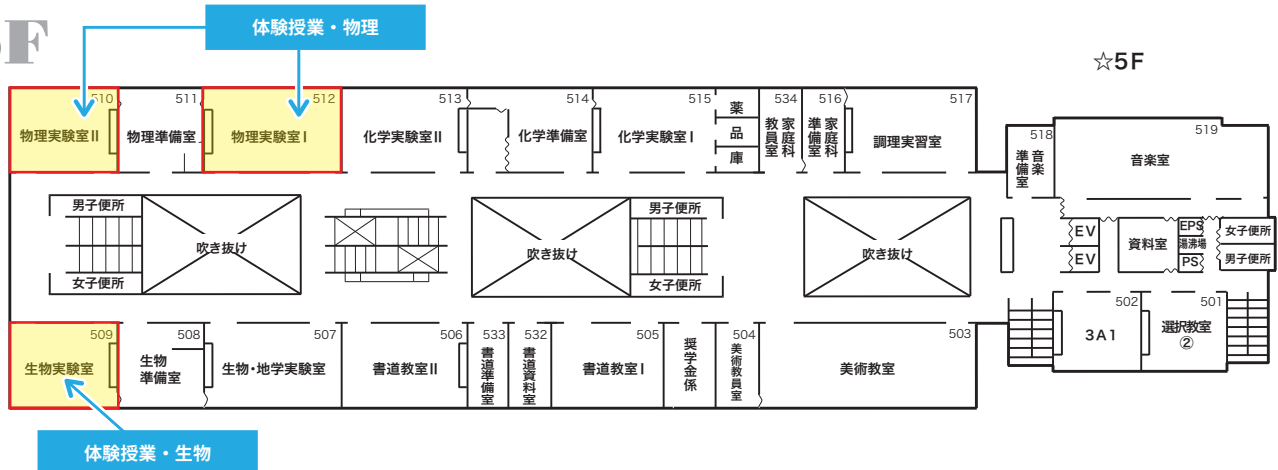 5F
体験授業・物理
☆5F
510
511
512
513
514
515
534
516
517
518
519
物理実験室II
物理準備室
物理実験室I
化学実験室II
化学準備室
化学実験室I
薬品庫
家庭科教員室
家庭科準備室
調理実習室
音楽準備室
音楽室
男子便所
吹き抜け
女子便所
吹き抜け
男子便所
女子便所
吹き抜け
EV
EV
資料室
EPS
湯沸場
PS
女子便所
男子便所
509
508
507
506
533
532
505
504
503
502
501
生物実験室
生物
準備室
生物・地学実験室
書道教室II
書道準備室
書道資料室
書道教室I
奨学金係
美術教員室
美術教室
3A1
選択教室
②
体験授業・生物